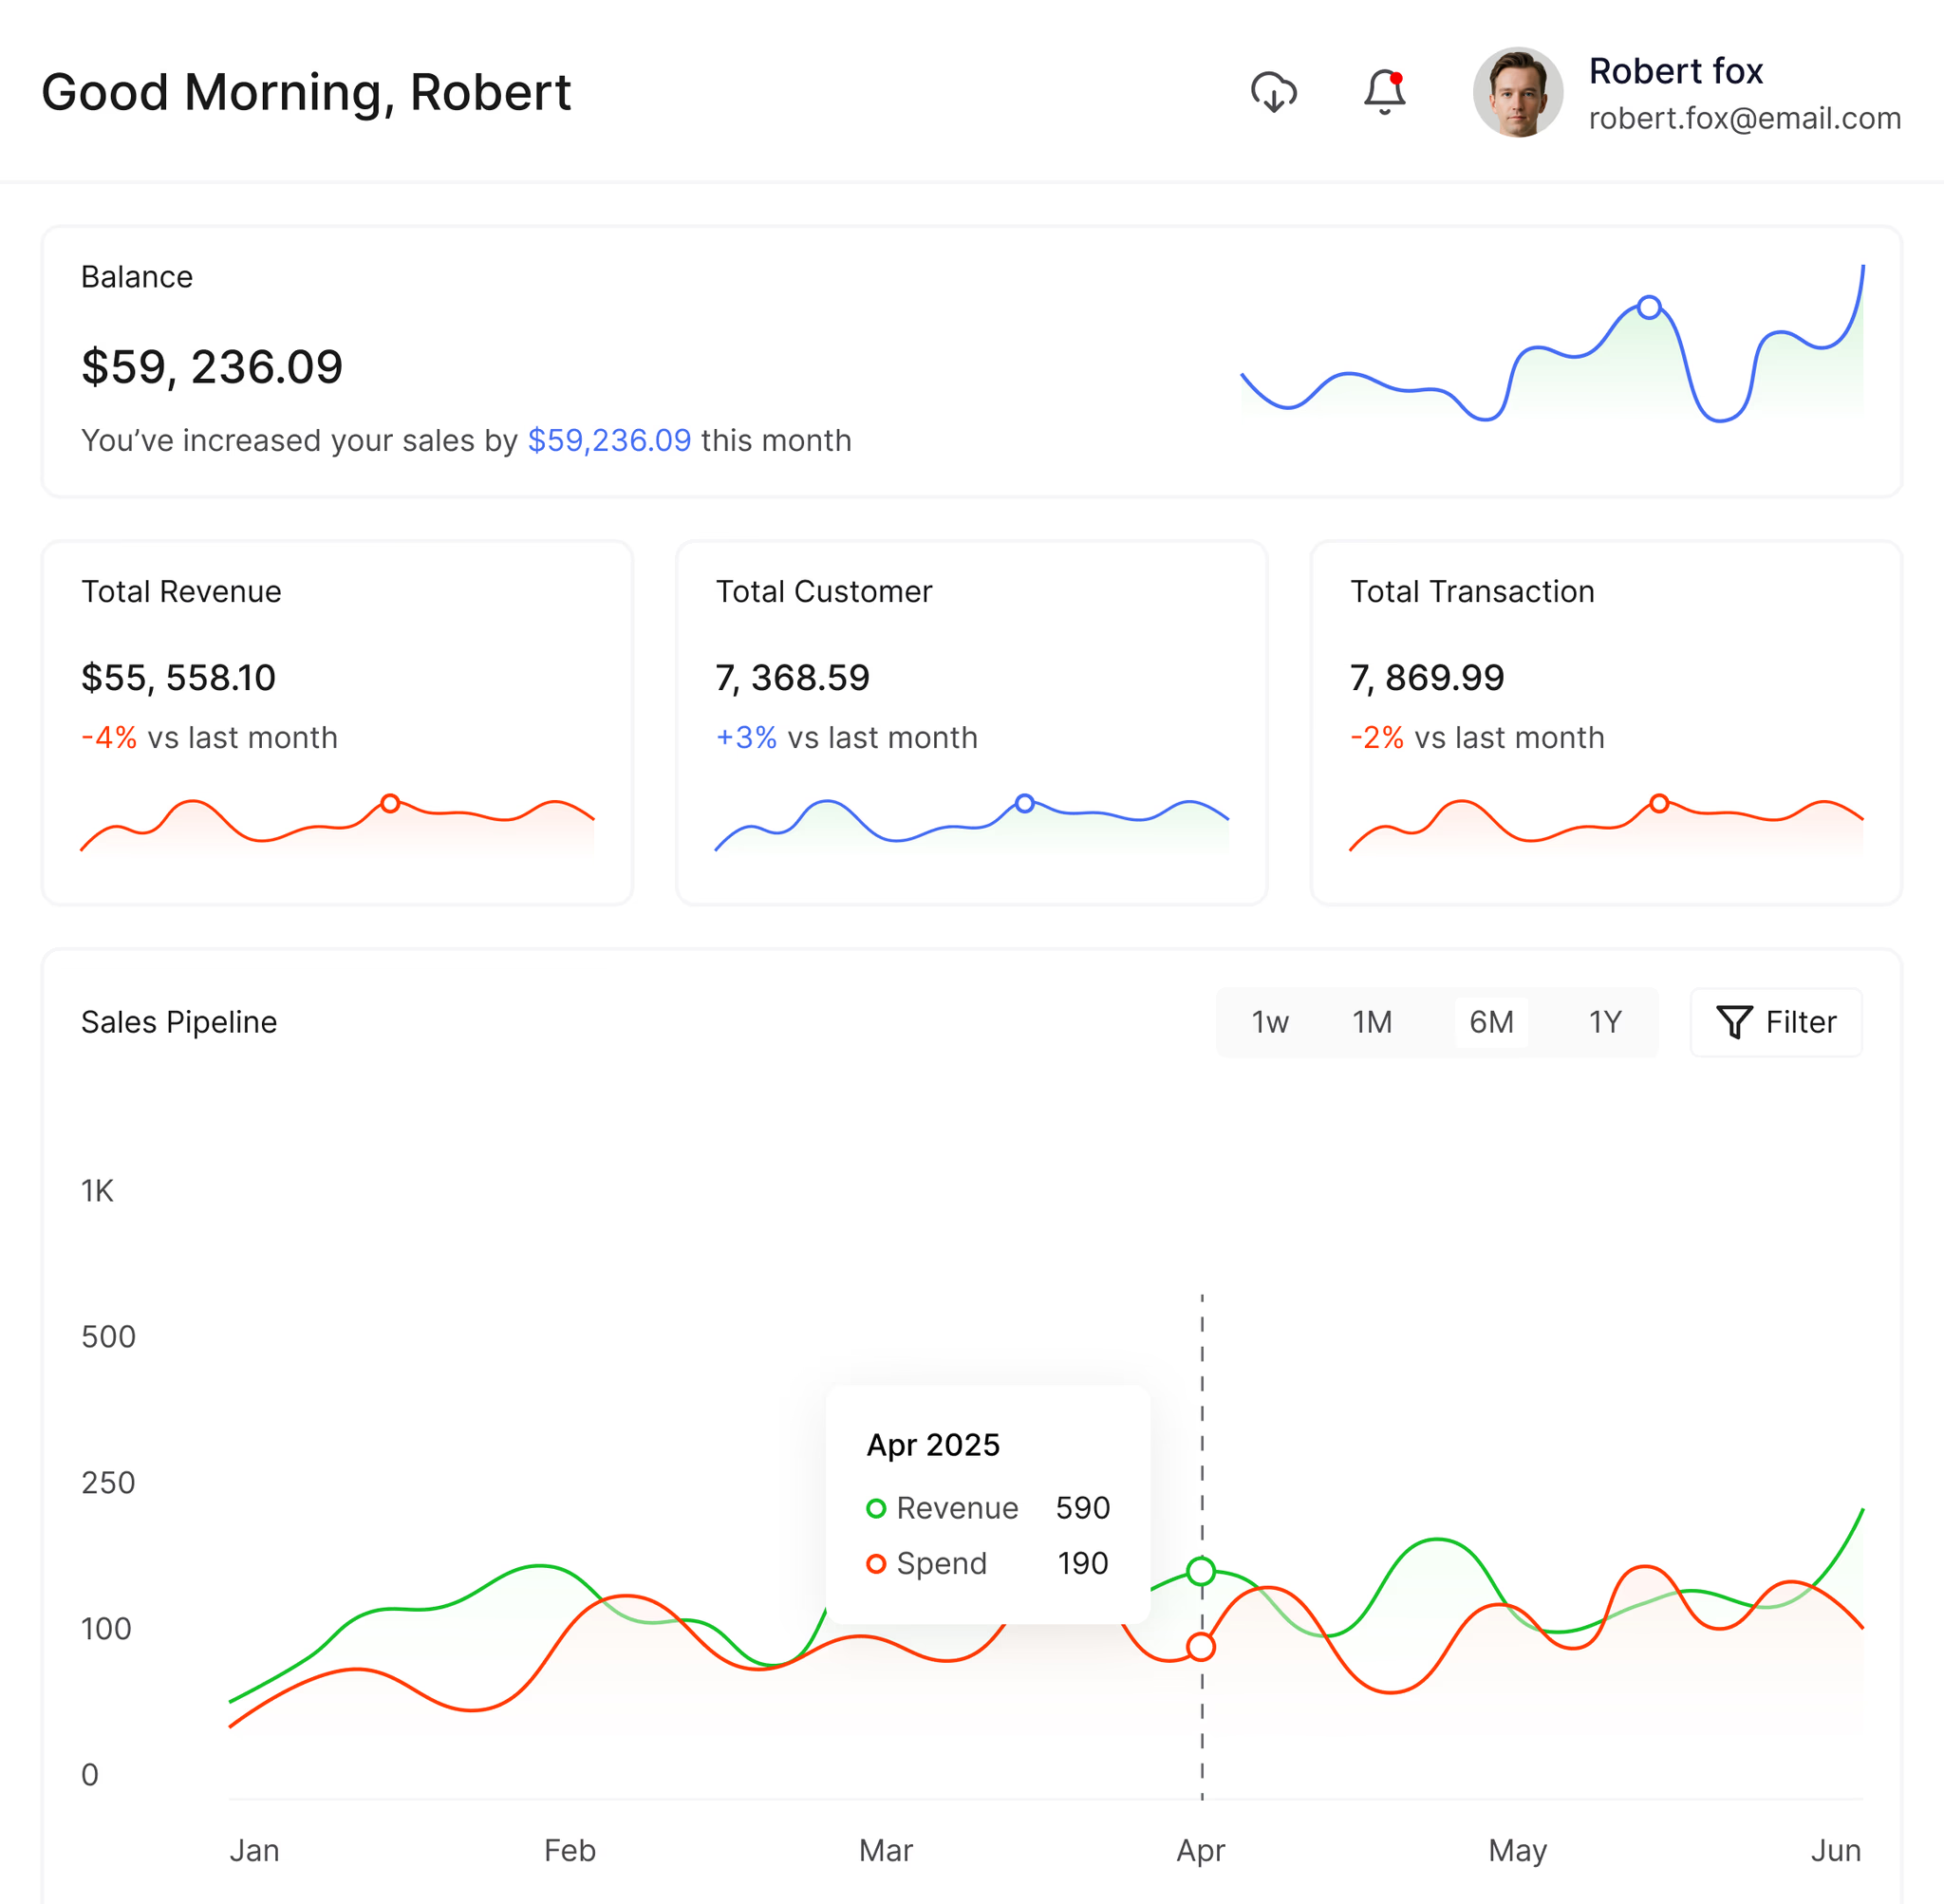 Good Morning, Robert
Robert fox
robert.fox@email.com
Balance
$59, 236.09
You’ve increased your sales by $59,236.09 this month
Total Revenue
$55, 558.10
-4% vs last month
Total Customer
7, 368.59
+3% vs last month
Total Transaction
7, 869.99
-2% vs last month
Sales Pipeline
1w 1M 6M 1Y
Filter
1K
500
250
100
0
Apr 2025
Revenue 590
Spend 190
Jan Feb Mar Apr May Jun